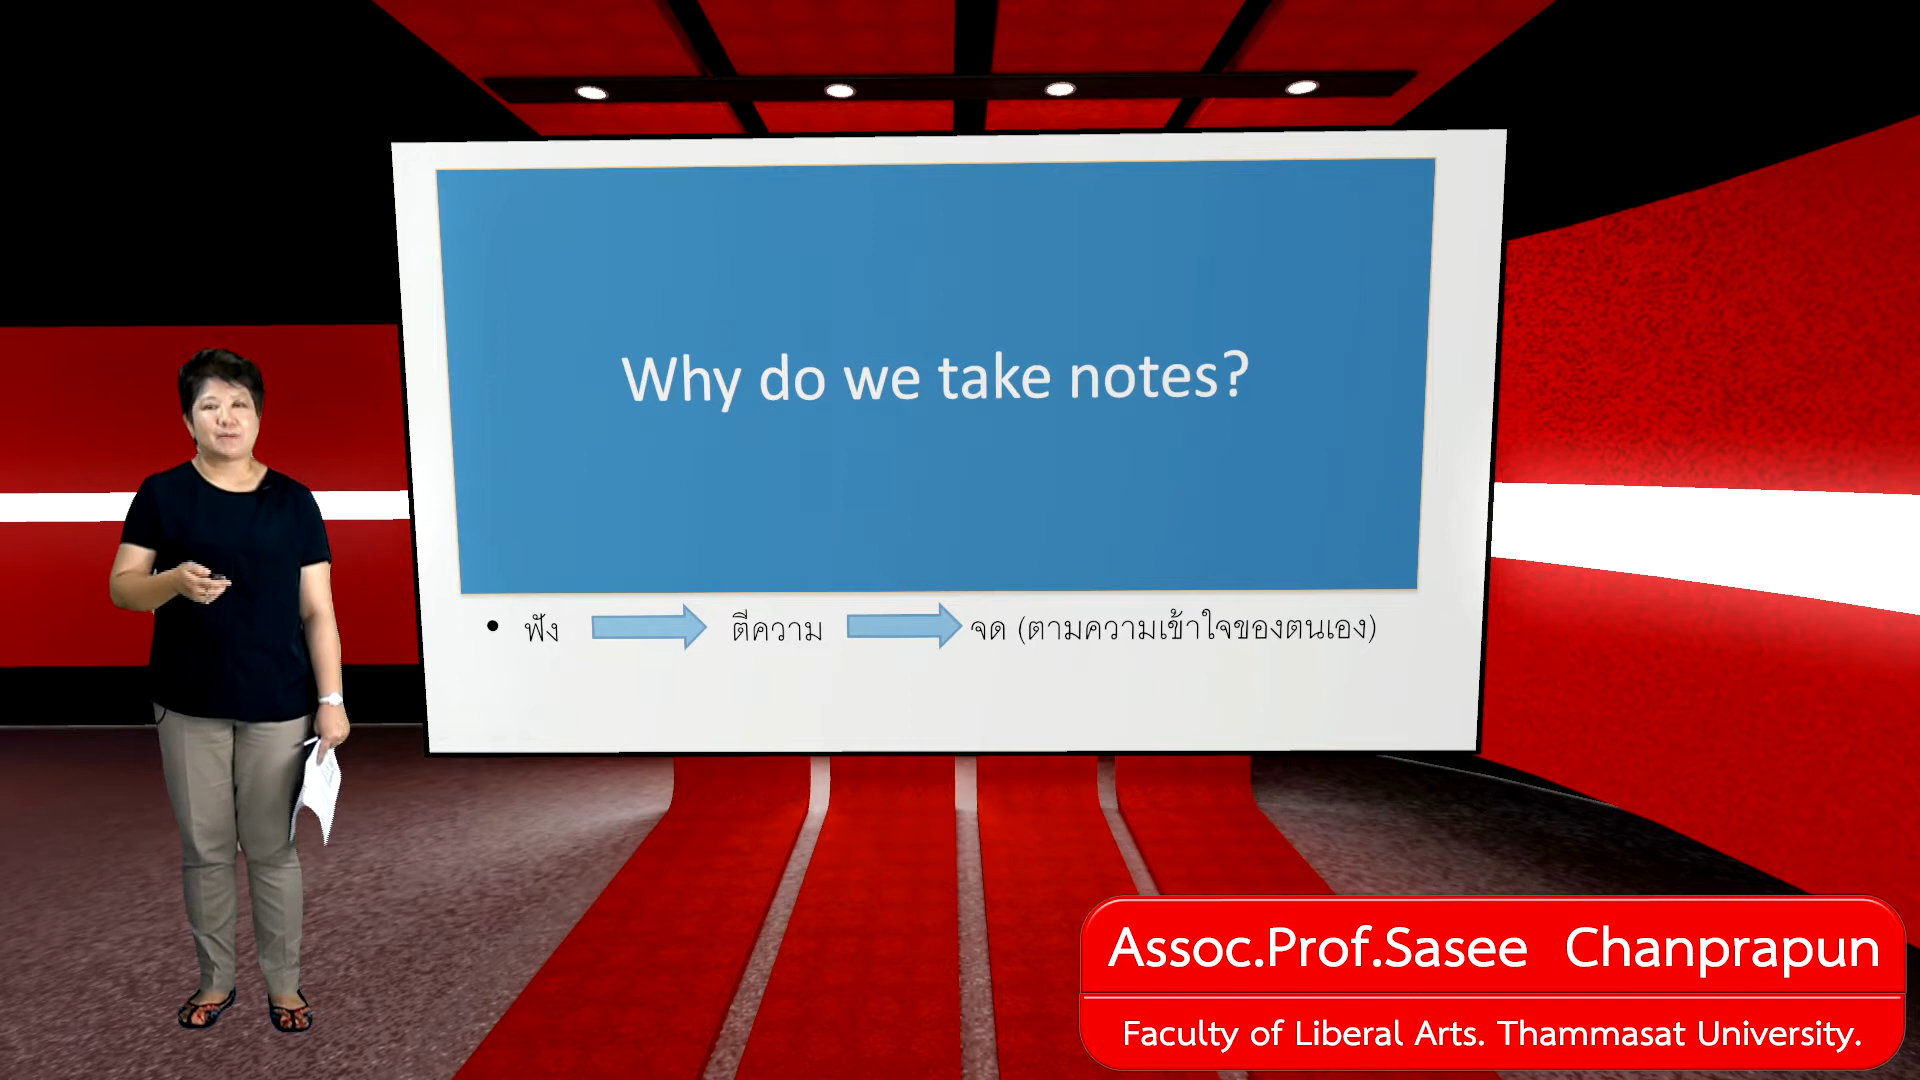 Why do we take notes?
• ฟัง ตีความ จด (ตามความเข้าใจของตนเอง)
Assoc.Prof.Sasee Chanprapun
Faculty of Liberal Arts. Thammasat University.